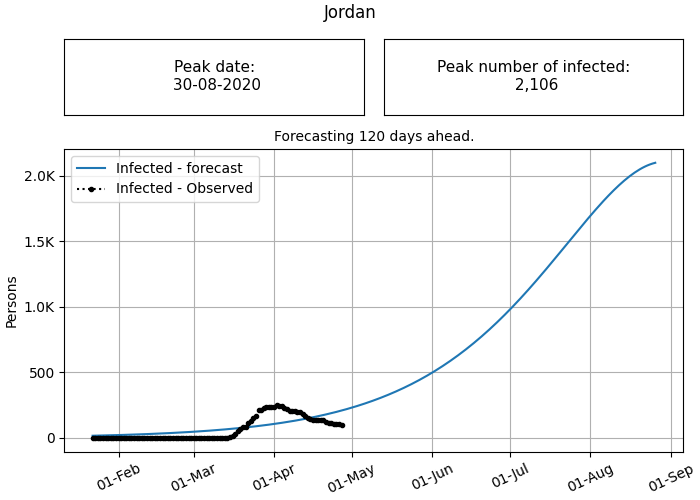 Jordan
Peak date:
30-08-2020
Peak number of infected:
2,106
Forecasting 120 days ahead.
Infected - forecast
Infected - Observed
Persons
2.0K
1.5K
1.0K
500
0
01-Feb
01-Mar
01-Apr
01-May
01-Jun
01-Jul
01-Aug
01-Sep